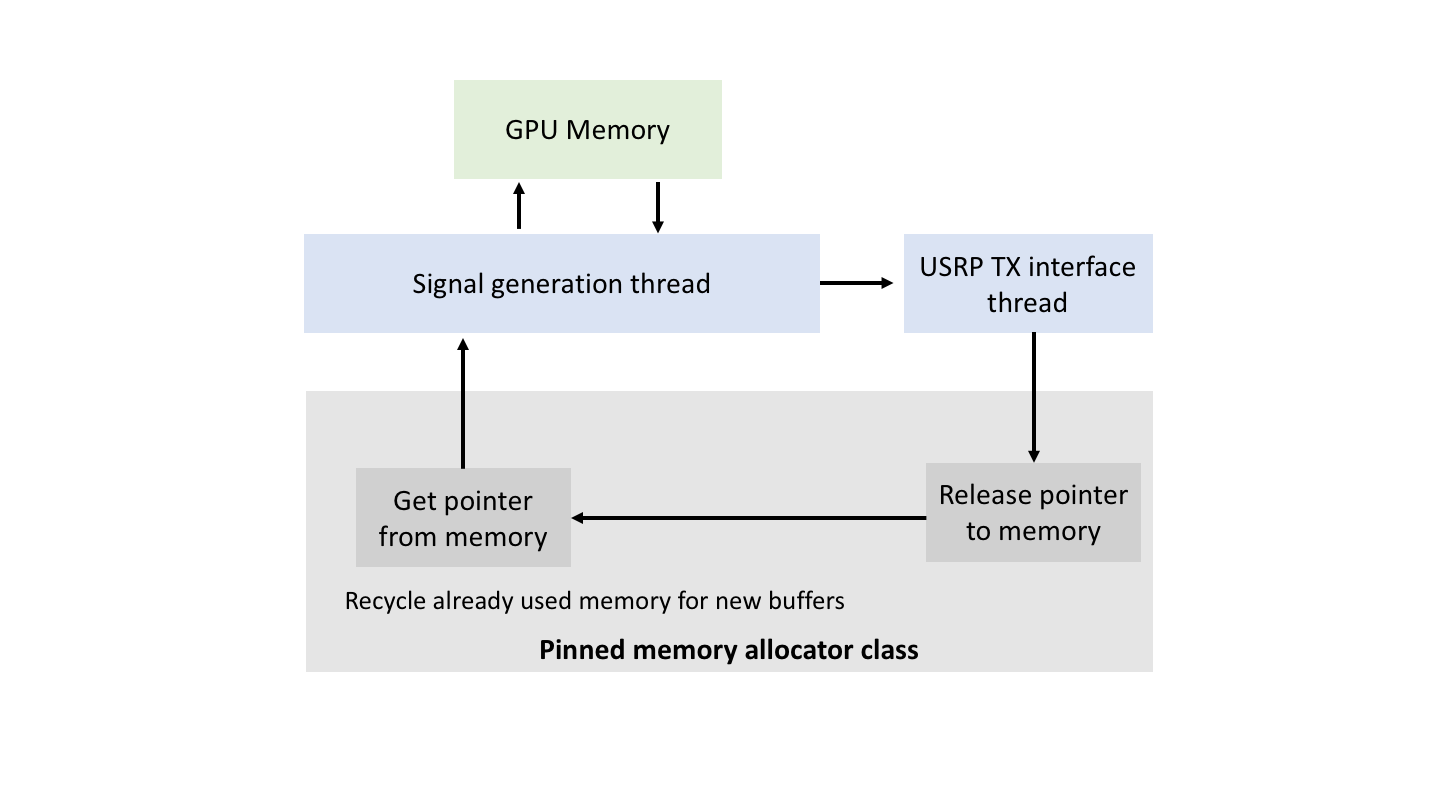 GPU Memory
Signal generation thread
USRP TX interface
thread
Get pointer
from memory
Release pointer
to memory
Recycle already used memory for new buffers
Pinned memory allocator class